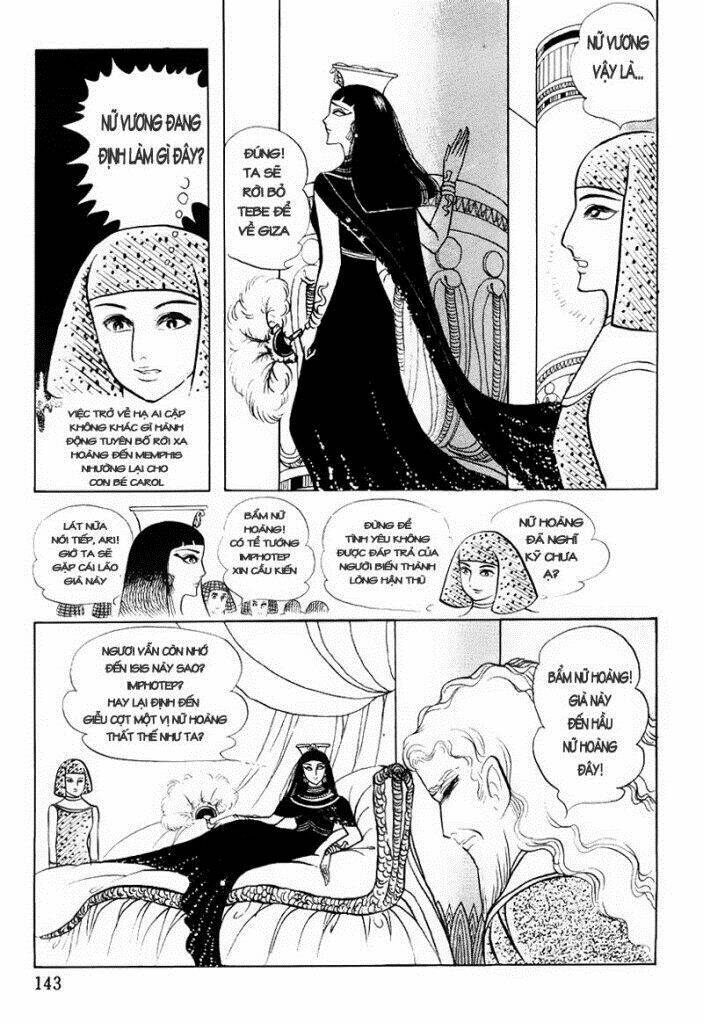 NỮ VƯƠNG
VẬY LÀ...
ĐÚNG!
TA SẼ
RỜI BỎ
TEBE ĐỂ
VỀ GIZA
NỮ VƯƠNG ĐANG
ĐỊNH LÀM GÌ ĐÂY?
VIỆC TRỞ VỀ HẠ AI CẬP
KHÔNG KHÁC GÌ HÀNH
ĐỘNG TUYÊN BỐ RỜI XA
HOÀNG ĐẾN MEMPHIS
NHƯỜNG LẠI CHO
CON BÉ CAROL
NỮ HOÀNG
ĐÃ NGHĨ
KỸ CHƯA
Ạ?
ĐỪNG ĐỂ
TÌNH YÊU KHÔNG
ĐƯỢC ĐÁP TRẢ CỦA
NGƯỜI BIẾN THÀNH
LÒNG HẬN THÙ
BẨM NỮ
HOÀNG!
CÓ TỂ TƯỚNG
IMPHOTEP
XIN CẦU KIẾN
LÁT NỮA
NÓI TIẾP, ARI!
GIỜ TA SẼ
GẶP CÁI LÃO
GIÀ NÀY
BẨM NỮ HOÀNG!
GIÀ NÀY
ĐẾN HẦU
NỮ HOÀNG
ĐÂY!
NGƯƠI VẪN CÒN NHỚ
ĐẾN ISIS NÀY SAO?
IMPHOTEP?
HAY LẠI ĐỊNH ĐẾN
GIỄU CỢT MỘT VỊ NỮ HOÀNG
THẤT THẾ NHƯ TA?
143